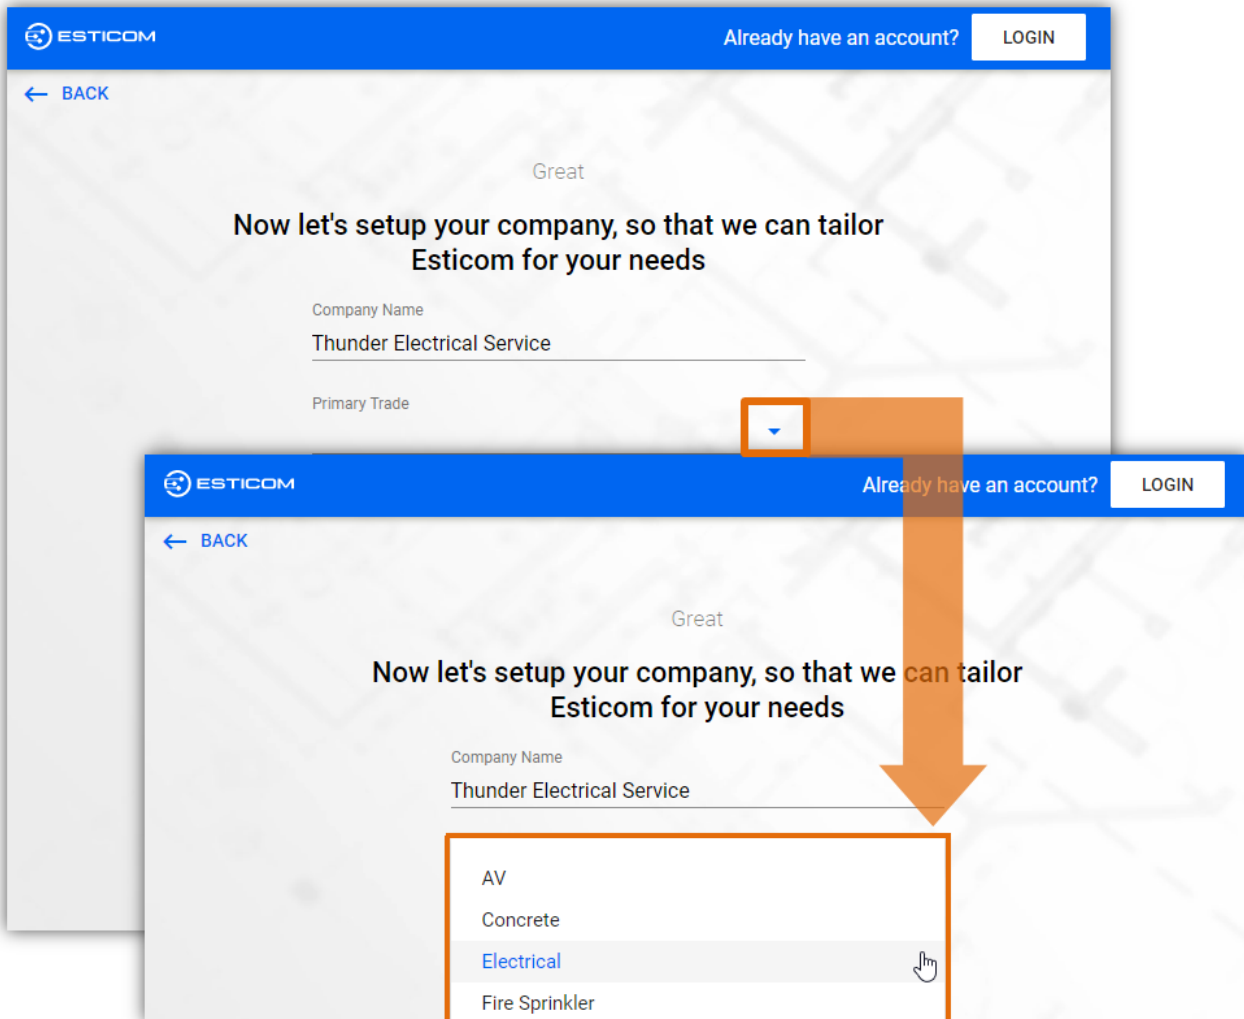 ESTICOM
Already have an account?
LOGIN
BACK
Great
Now let's setup your company, so that we can tailor
Esticom for your needs
Company Name
Thunder Electrical Service
Primary Trade
ESTICOM
Already have an account?
LOGIN
BACK
Great
Now let's setup your company, so that we can tailor
Esticom for your needs
Company Name
Thunder Electrical Service
AV
Concrete
Electrical
Fire Sprinkler